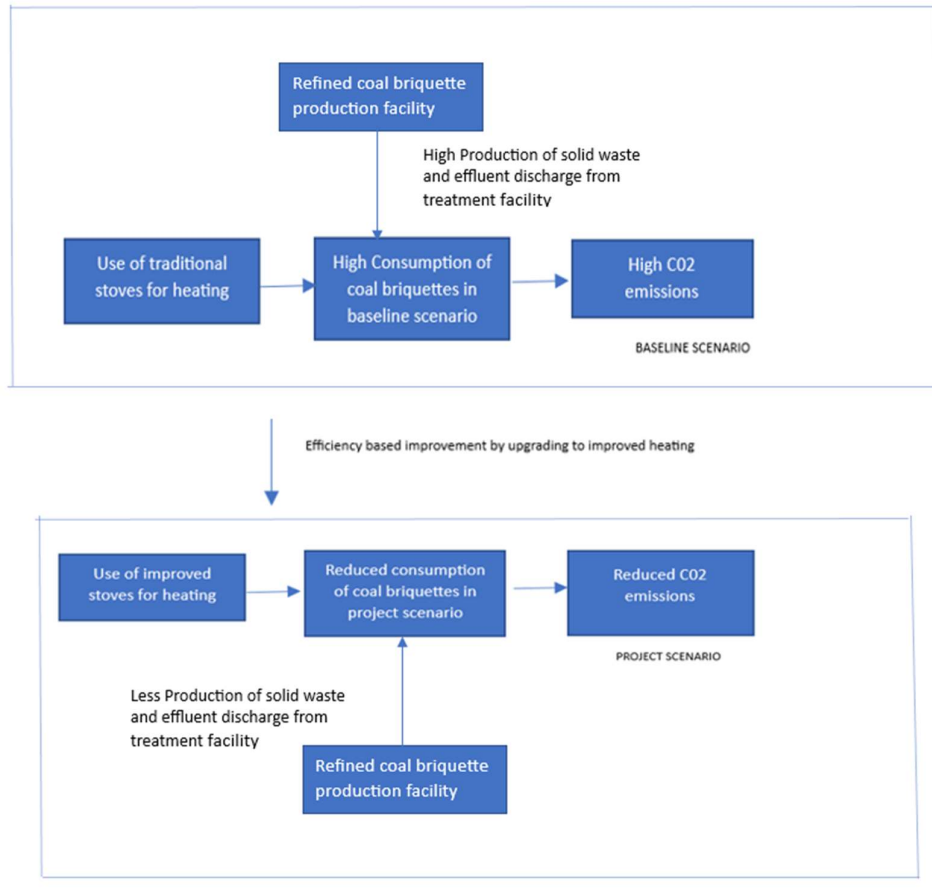 Refined coal briquette
production facility
High Production of solid waste
and effluent discharge from
treatment facility
Use of traditional
stoves for heating
High Consumption of
coal briquettes in
baseline scenario
High C02
emissions
BASELINE SCENARIO
Efficiency based improvement by upgrading to improved heating
Use of improved
stoves for heating
Reduced consumption
of coal briquettes in
project scenario
Reduced C02
emissions
PROJECT SCENARIO
Less Production of solid waste
and effluent discharge from
treatment facility
Refined coal briquette
production facility